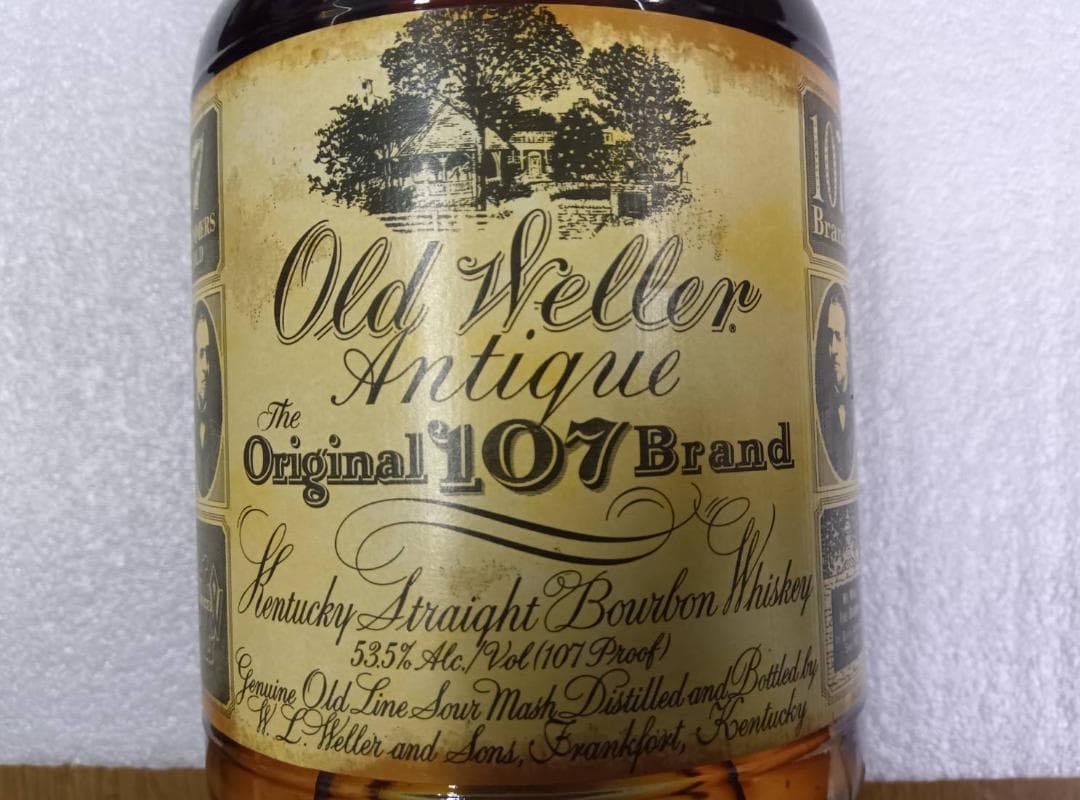 Old Weller®
Antique
The
Original 107 Brand
Kentucky Straight Bourbon Whiskey
53.5% Alc./Vol (107 Proof)
Genuine Old Line Sour Mash Distilled and Bottled by
W. L. Weller and Sons, Frankfort, Kentucky
7
107